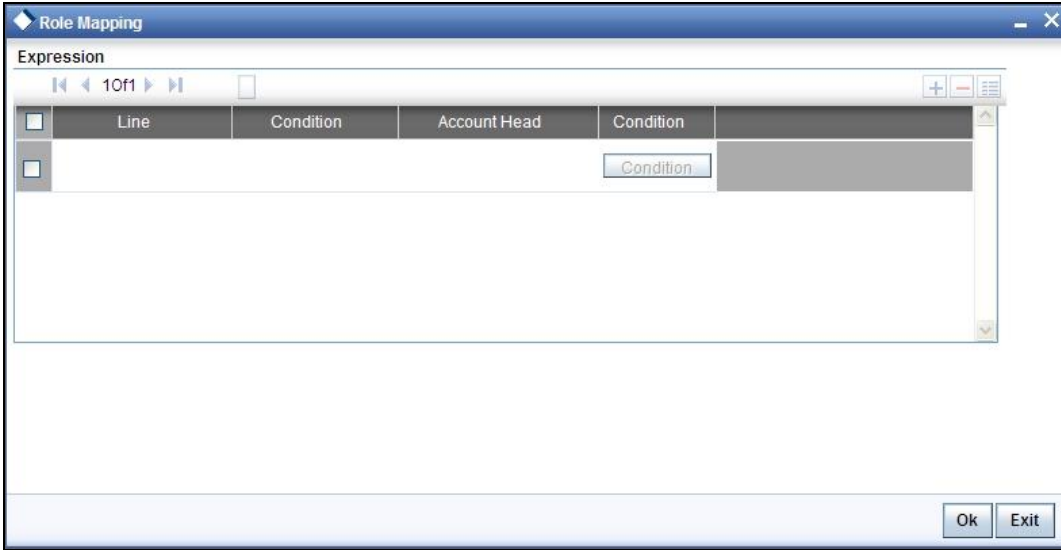 Role Mapping
Expression
1Of1
Line Condition Account Head Condition
Condition
Ok Exit